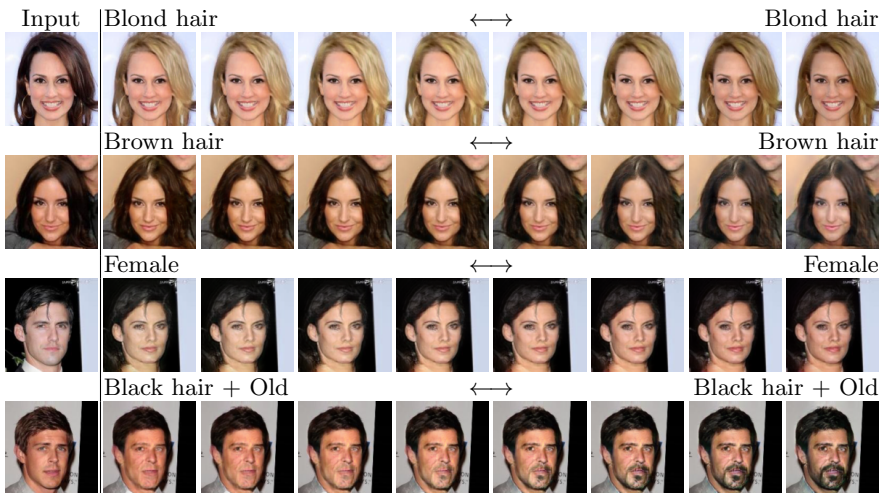 Input Blond hair ⟷ Blond hair
Brown hair ⟷ Brown hair
Female ⟷ Female
Black hair + Old ⟷ Black hair + Old